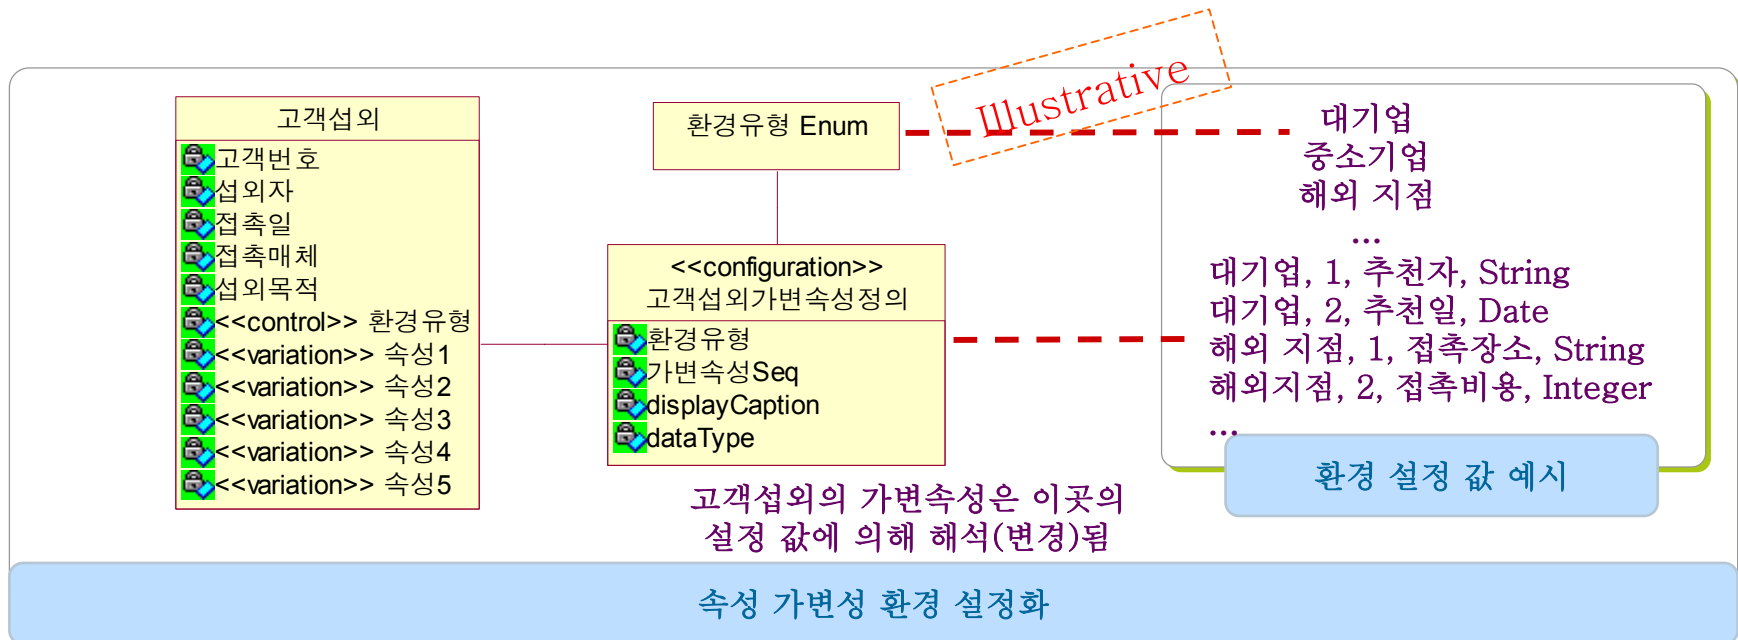 Illustrative
고객섭외
고객번호
섭외자
접촉일
접촉매체
섭외목적
<<control>> 환경유형
<<variation>> 속성1
<<variation>> 속성2
<<variation>> 속성3
<<variation>> 속성4
<<variation>> 속성5
환경유형 Enum
<<configuration>>
고객섭외가변속성정의
환경유형
가변속성Seq
displayCaption
dataType
고객섭외의 가변속성은 이곳의
설정 값에 의해 해석(변경)됨
대기업
중소기업
해외 지점
...
대기업, 1, 추천자, String
대기업, 2, 추천일, Date
해외 지점, 1, 접촉장소, String
해외지점, 2, 접촉비용, Integer
...
환경 설정 값 예시
속성 가변성 환경 설정화